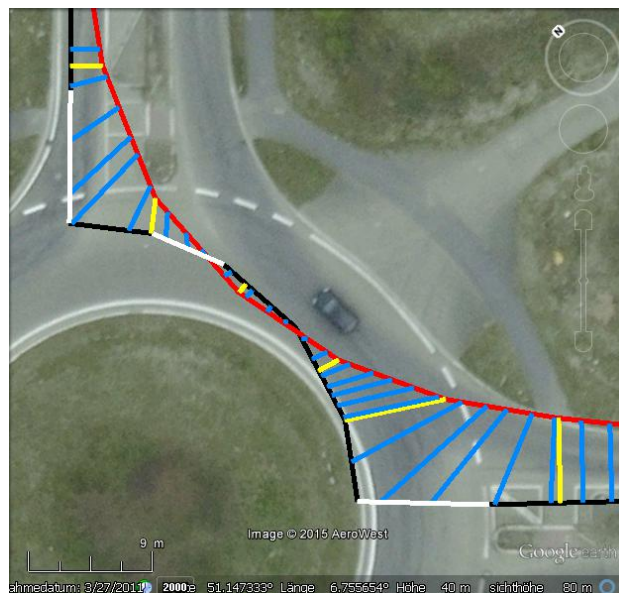 N
9 m
Image © 2015 AeroWest
Google earth
ahmedatum: 3/27/2011 2000 51.147333° Länge 6.755654° Höhe 40 m sichthöhe 80 m